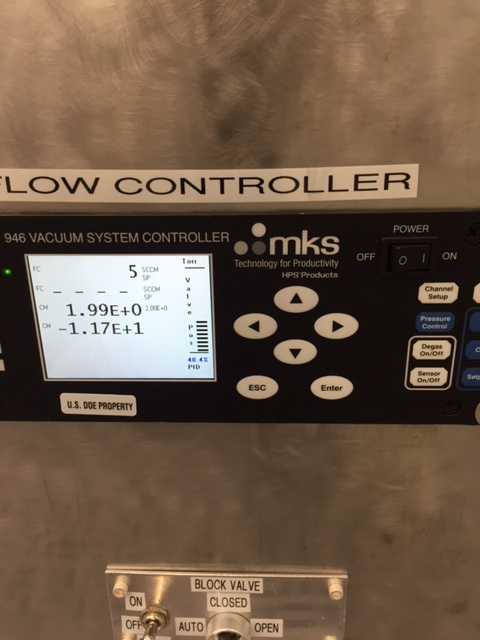 FLOW CONTROLLER
946 VACUUM SYSTEM CONTROLLER
mks
Technology for Productivity
HPS® Products
POWER
OFF
0 I
ON
Torr
FC 5 SCCM
SP
FC - - - - SCCM
SP
CM 1.99E+0 2.00E+0
CM -1.17E+1
Valve
Pos
40.4%
PID
Channel
Setup
Pressure
Control
Degas
On/Off
Sensor
On/Off
ESC
Enter
U.S. DOE PROPERTY
BLOCK VALVE
ON
CLOSED
OFF
AUTO
OPEN